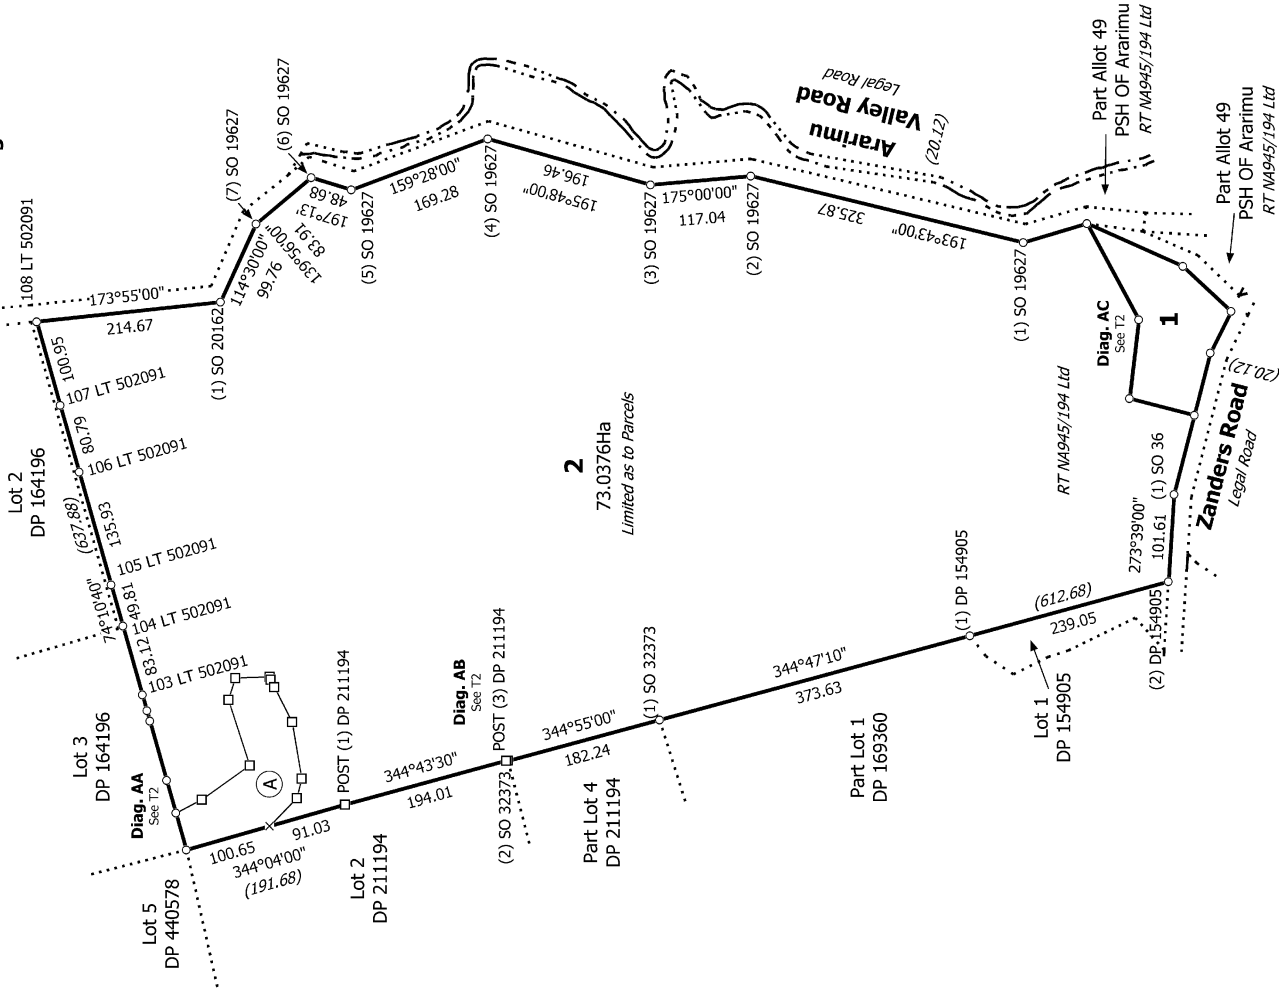 108 LT 502091
173°55'00"
214.67
100.95
107 LT 502091
80.79
106 LT 502091
Lot 2
DP 164196
(637.88)
135.93
105 LT 502091
74°10'40"
49.81
104 LT 502091
83.12
103 LT 502091
Lot 3
DP 164196
Diag. AA
See T2
A
Lot 5
DP 440578
100.65
344°04'00"
(191.68)
91.03
POST (1) DP 211194
Lot 2
DP 211194
344°43'30"
194.01
Diag. AB
See T2
POST (3) DP 211194
(2) SO 32373
344°55'00"
182.24
Part Lot 4
DP 211194
(1) SO 32373
344°47'10"
373.63
Part Lot 1
DP 169360
(1) DP 154905
(612.68)
239.05
Lot 1
DP 154905
(2) DP 154905
273°39'00"
101.61
(1) SO 36
Zanders Road
Legal Road
(20.12)
(1) SO 20162
114°30'00"
99.76
(7) SO 19627
139°56'00"
83.91
(6) SO 19627
197°13'
48.68
(5) SO 19627
159°28'00"
169.28
(4) SO 19627
196.46
195°48'00"
(3) SO 19627
175°00'00"
117.04
(2) SO 19627
325.87
193°43'00"
(1) SO 19627
Ararimu
Valley Road
Legal Road
(20.12)
Part Allot 49
PSH OF Ararimu
RT NA945/194 Ltd
Part Allot 49
PSH OF Ararimu
RT NA945/194 Ltd
Diag. AC
See T2
1
RT NA945/194 Ltd
2
73.0376Ha
Limited as to Parcels